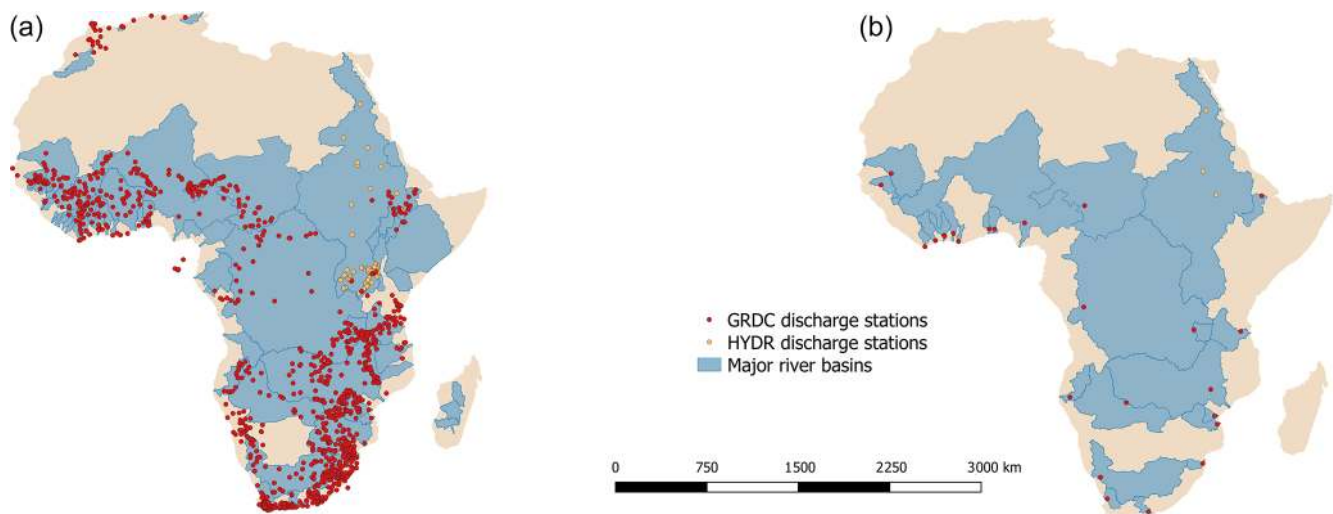 (a)
(b)
GRDC discharge stations
HYDR discharge stations
Major river basins
0 750 1500 2250 3000 km